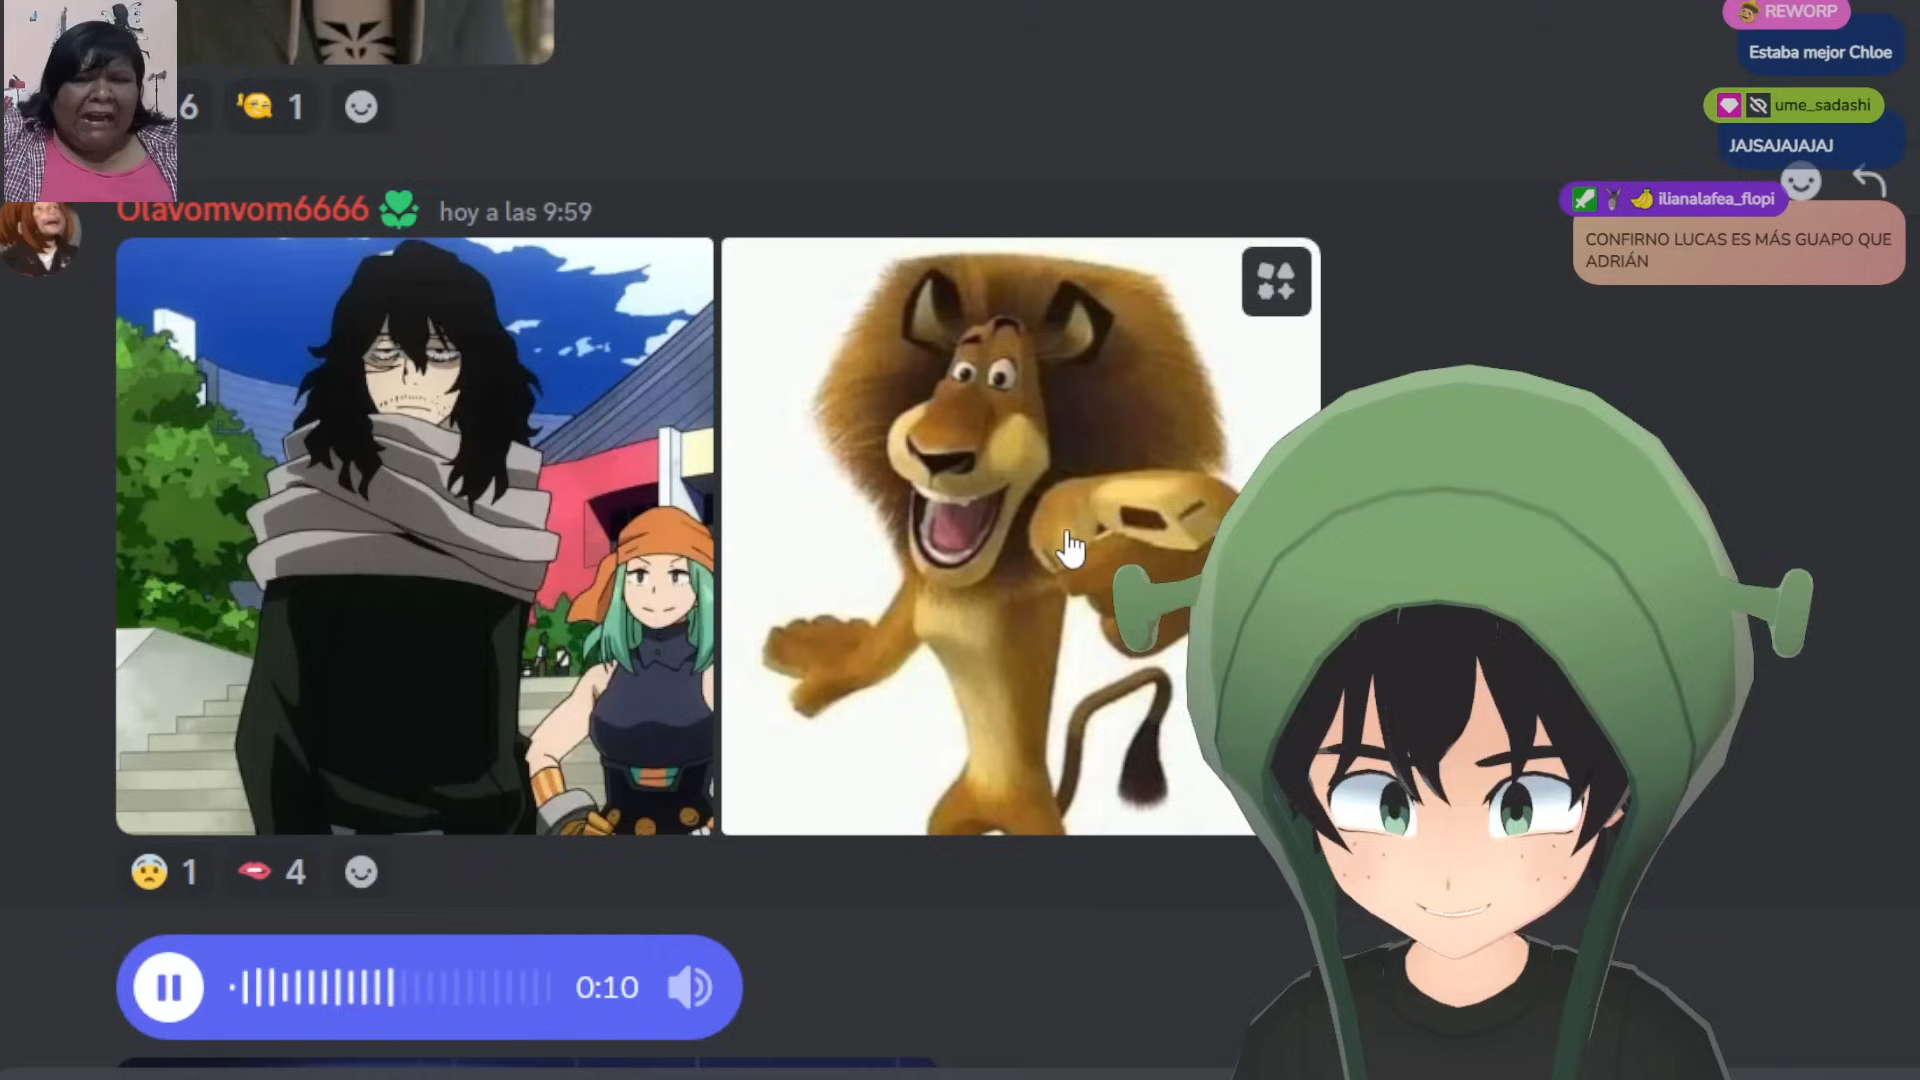 REWORP
Estaba mejor Chloe
6
1
ume_sadashi
JAJSAJAJAJAJ
ilianalafea_flopi
CONFIRNO LUCAS ES MÁS GUAPO QUE
ADRIÁN
Olavomvom6666 hoy a las 9:59
1
4
0:10